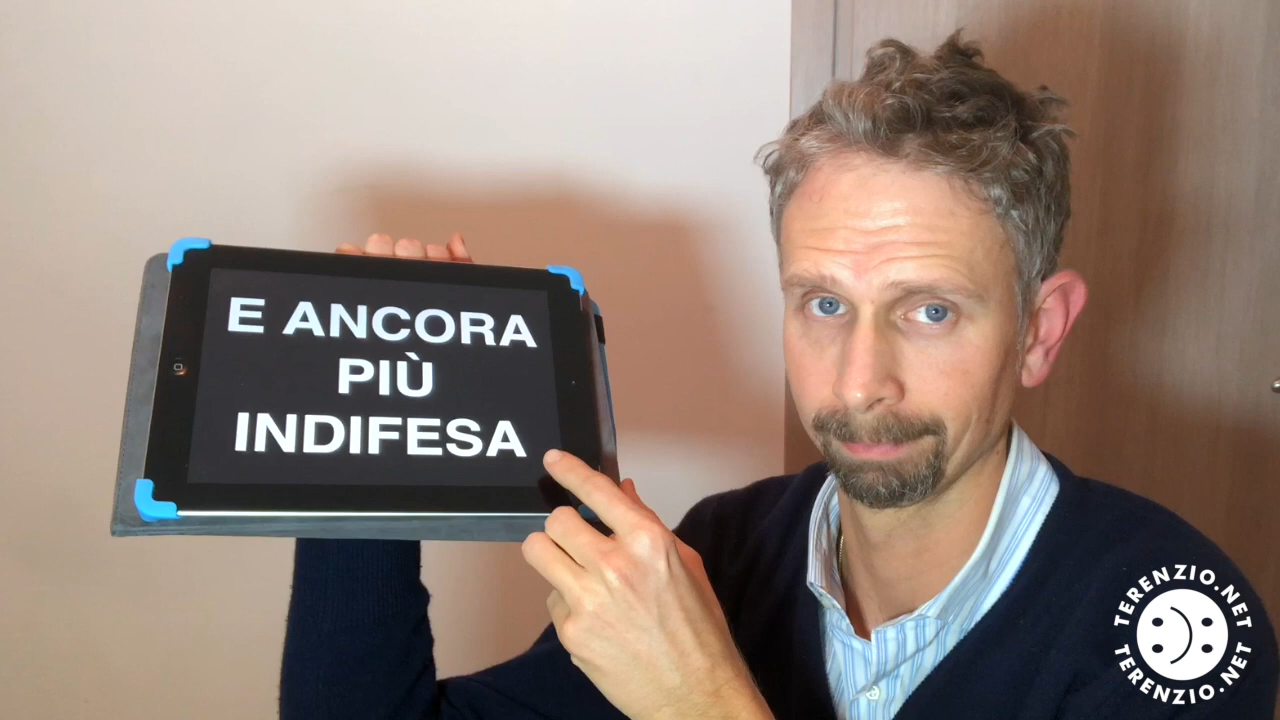 E ANCORA
PIÙ
INDIFESA
TERENZIO.NET
TERENZIO.NET